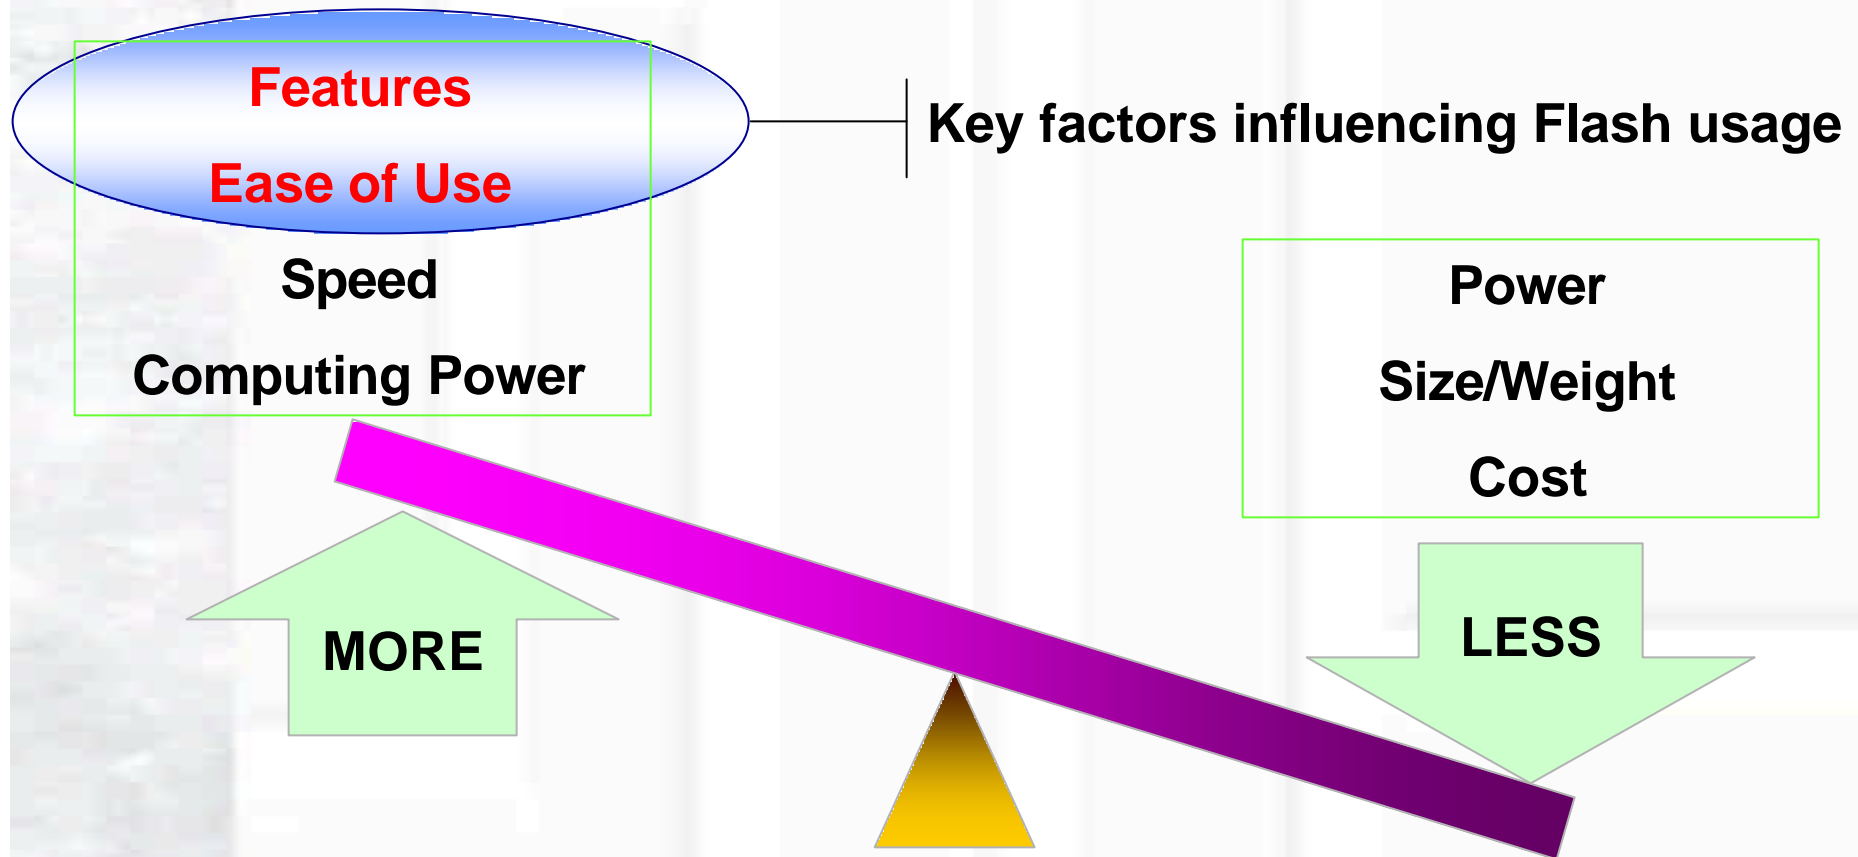 Features
Ease of Use
Speed
Computing Power
Key factors influencing Flash usage
Power
Size/Weight
Cost
MORE
LESS